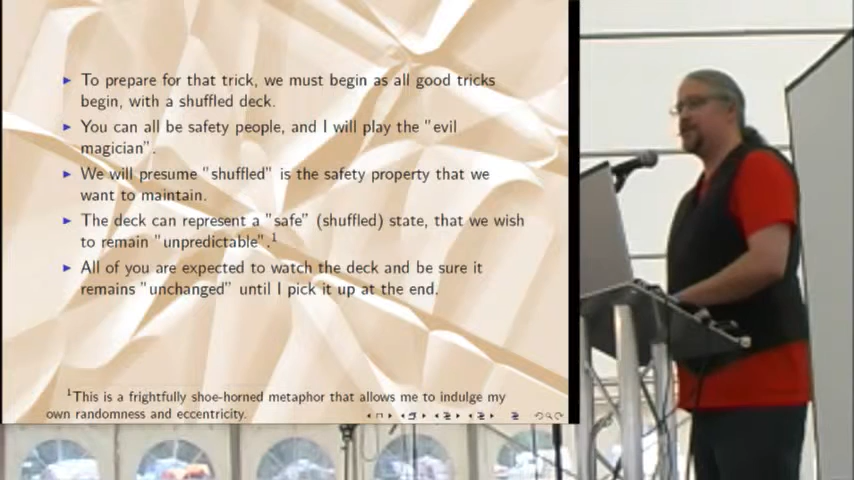 To prepare for that trick, we must begin as all good tricks
begin, with a shuffled deck.
You can all be safety people, and I will play the "evil
magician".
We will presume "shuffled" is the safety property that we
want to maintain.
The deck can represent a "safe" (shuffled) state, that we wish
to remain "unpredictable".1
All of you are expected to watch the deck and be sure it
remains "unchanged" until I pick it up at the end.
1This is a frightfully shoe-horned metaphor that allows me to indulge my
own randomness and eccentricity.